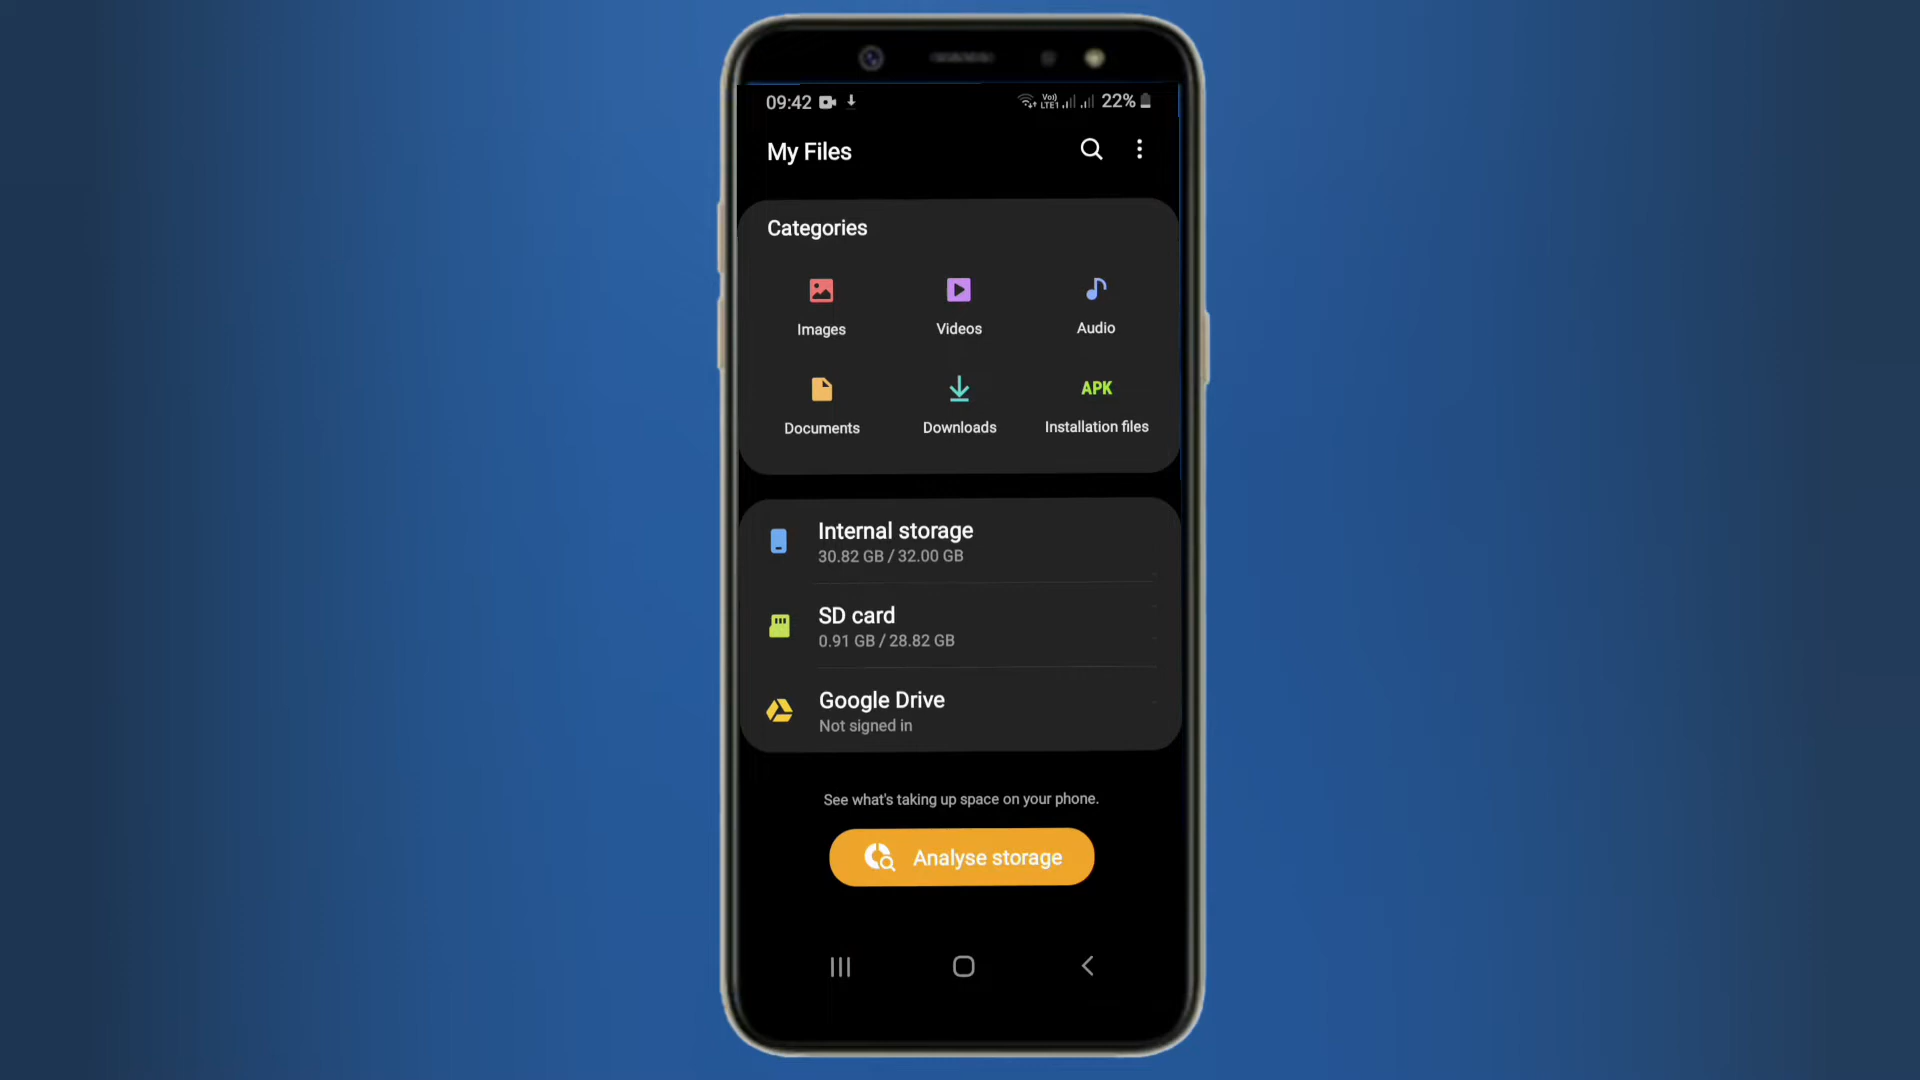 09:42 Vo) LTE1 22%
My Files
Categories
Images Videos Audio
APK
Documents Downloads Installation files
Internal storage
30.82 GB / 32.00 GB
SD card
0.91 GB / 28.82 GB
Google Drive
Not signed in
See what's taking up space on your phone.
Analyse storage